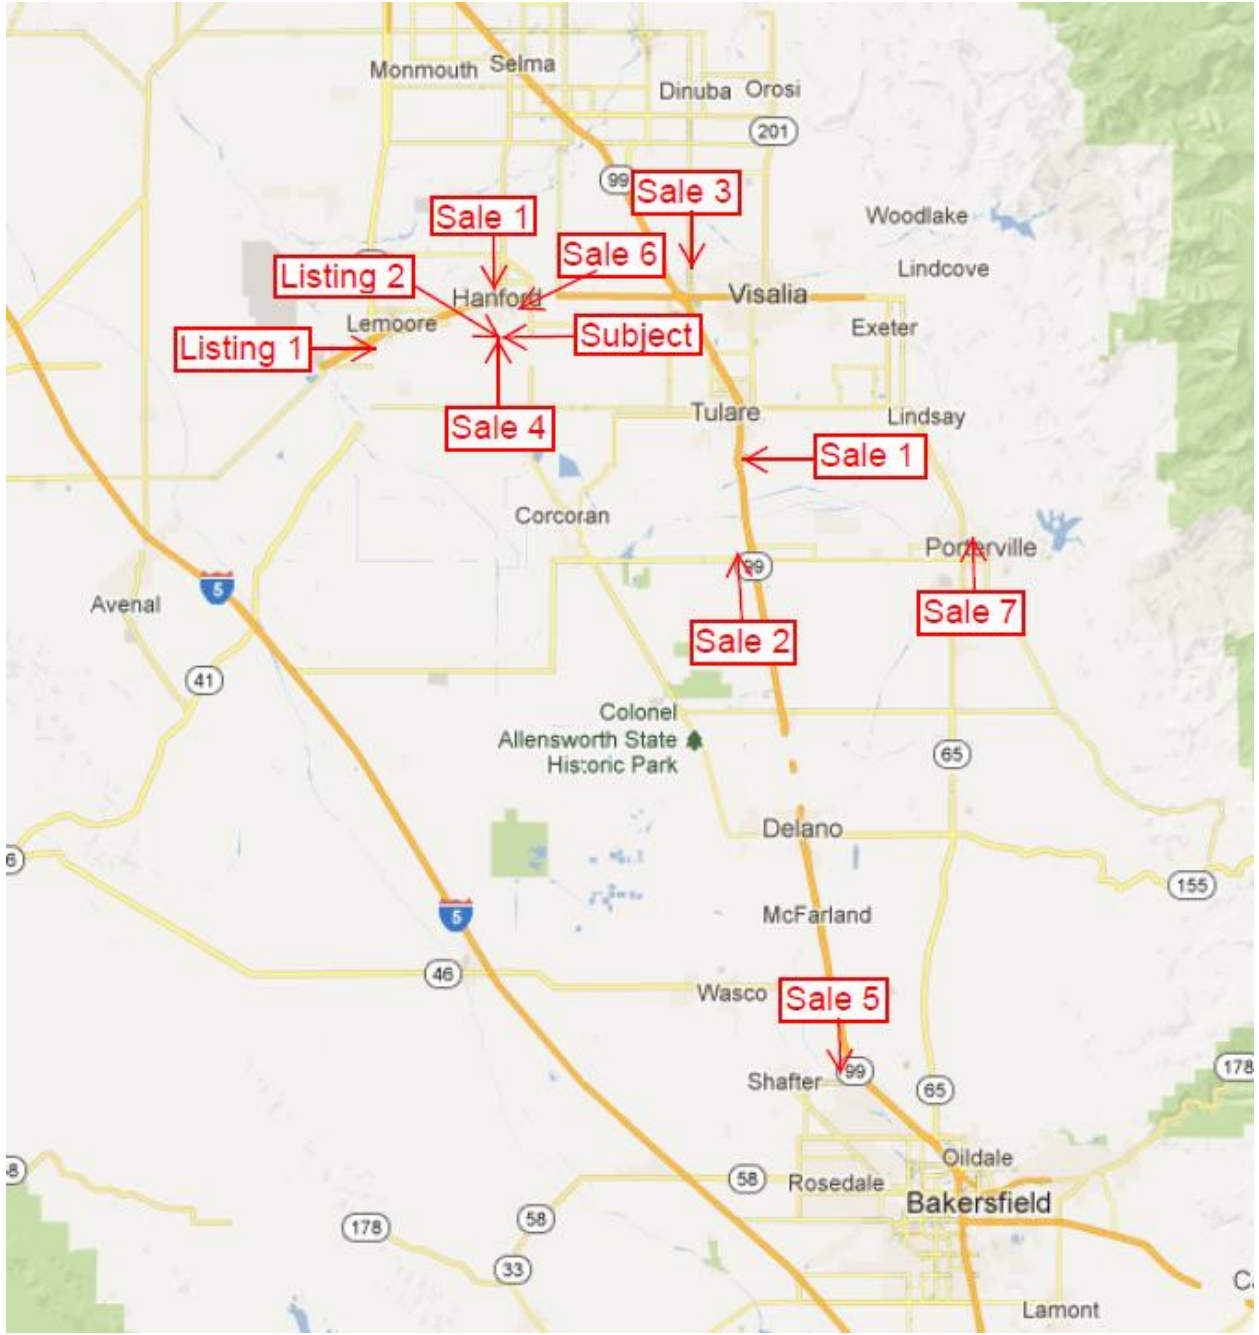 Monmouth
Selma
Dinuba
Orosi
201
99
Sale 3
Sale 1
Woodlake
Sale 6
Listing 2
Lindcove
Hanford
Visalia
Lemoore
Exeter
Subject
Listing 1
Tulare
Lindsay
Sale 4
Sale 1
Corcoran
Porterville
99
5
Avenal
Sale 7
Sale 2
41
Colonel
Allensworth State
Historic Park
65
Delano
6
155
McFarland
5
46
Wasco
Sale 5
178
99
Shafter
65
Oildale
58
Rosedale
8
Bakersfield
58
178
33
Ca
Lamont